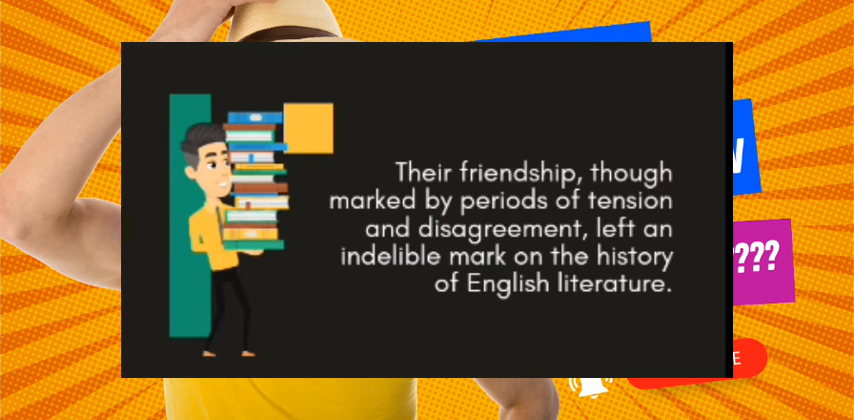 Their friendship, though
marked by periods of tension
and disagreement, left an
indelible mark on the history
of English literature.
????